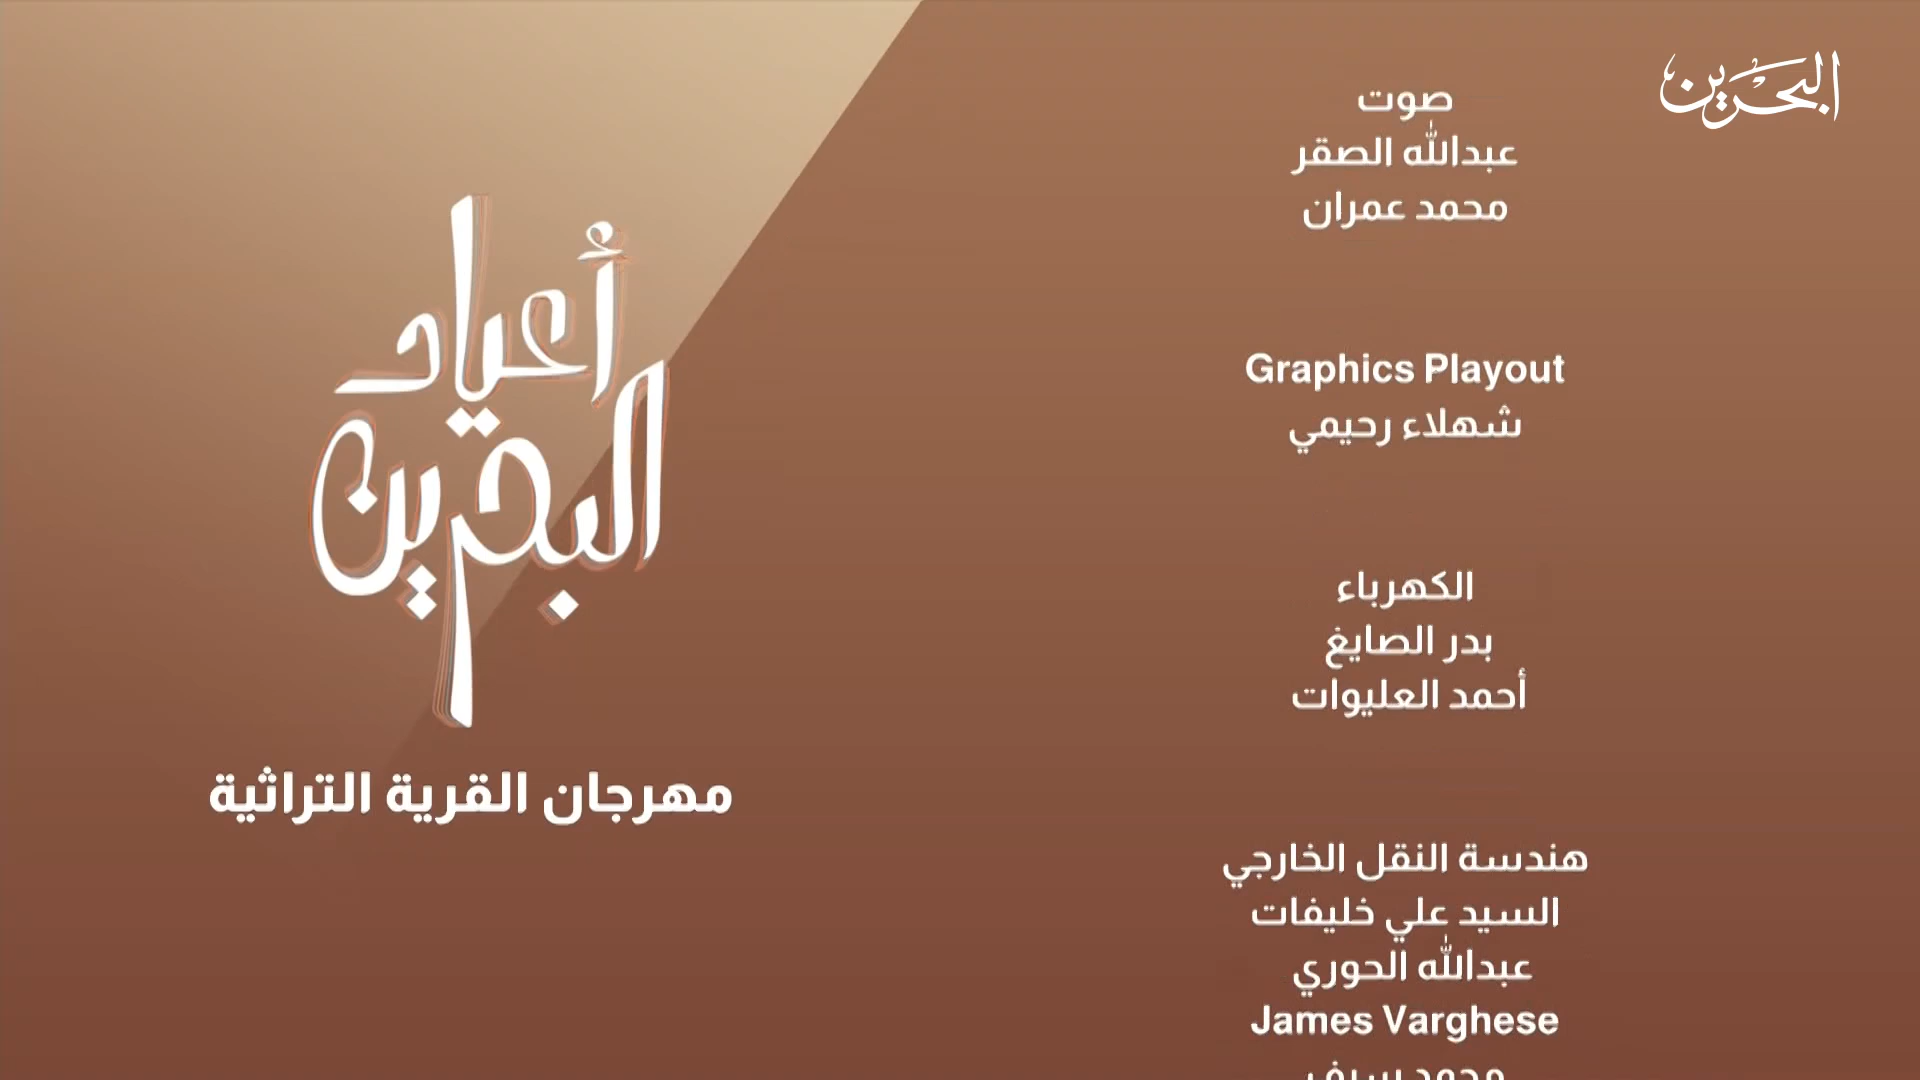 البحرين
أعياد
البحرين
مهرجان القرية التراثية
صوت
عبدالله الصقر
محمد عمران
Graphics Playout
شهلاء رحيمي
الكهرباء
بدر الصايغ
أحمد العليوات
هندسة النقل الخارجي
السيد علي خليفات
عبدالله الحوري
James Varghese
محمد